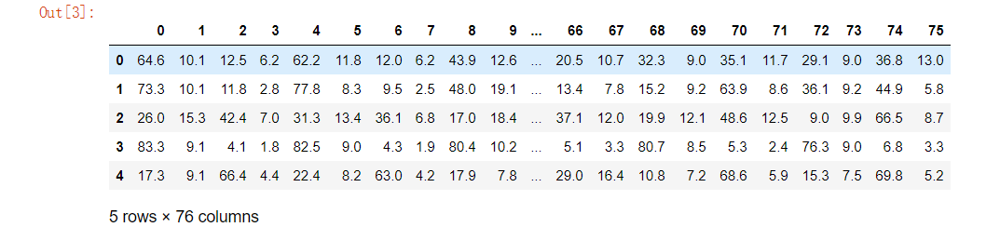 Out[3]:
0 1 2 3 4 5 6 7 8 9 ... 66 67 68 69 70 71 72 73 74 75
0 64.6 10.1 12.5 6.2 62.2 11.8 12.0 6.2 43.9 12.6 ... 20.5 10.7 32.3 9.0 35.1 11.7 29.1 9.0 36.8 13.0
1 73.3 10.1 11.8 2.8 77.8 8.3 9.5 2.5 48.0 19.1 ... 13.4 7.8 15.2 9.2 63.9 8.6 36.1 9.2 44.9 5.8
2 26.0 15.3 42.4 7.0 31.3 13.4 36.1 6.8 17.0 18.4 ... 37.1 12.0 19.9 12.1 48.6 12.5 9.0 9.9 66.5 8.7
3 83.3 9.1 4.1 1.8 82.5 9.0 4.3 1.9 80.4 10.2 ... 5.1 3.3 80.7 8.5 5.3 2.4 76.3 9.0 6.8 3.3
4 17.3 9.1 66.4 4.4 22.4 8.2 63.0 4.2 17.9 7.8 ... 29.0 16.4 10.8 7.2 68.6 5.9 15.3 7.5 69.8 5.2
5 rows × 76 columns